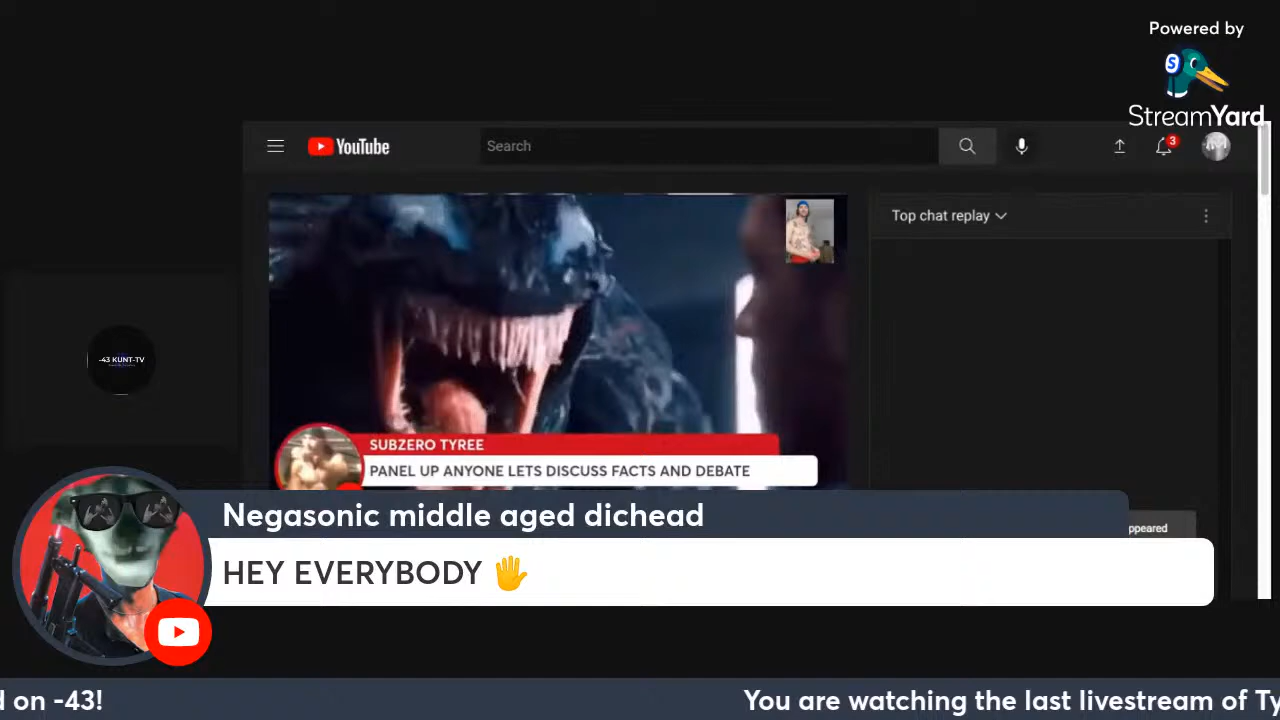 Powered by
StreamYard
YouTube
Search
3
Top chat replay
-43 KUNT-TV
SUBZERO TYREE
PANEL UP ANYONE LETS DISCUSS FACTS AND DEBATE
Negasonic middle aged dichead
ppeared
HEY EVERYBODY 🖐
d on -43!
You are watching the last livestream of Ty